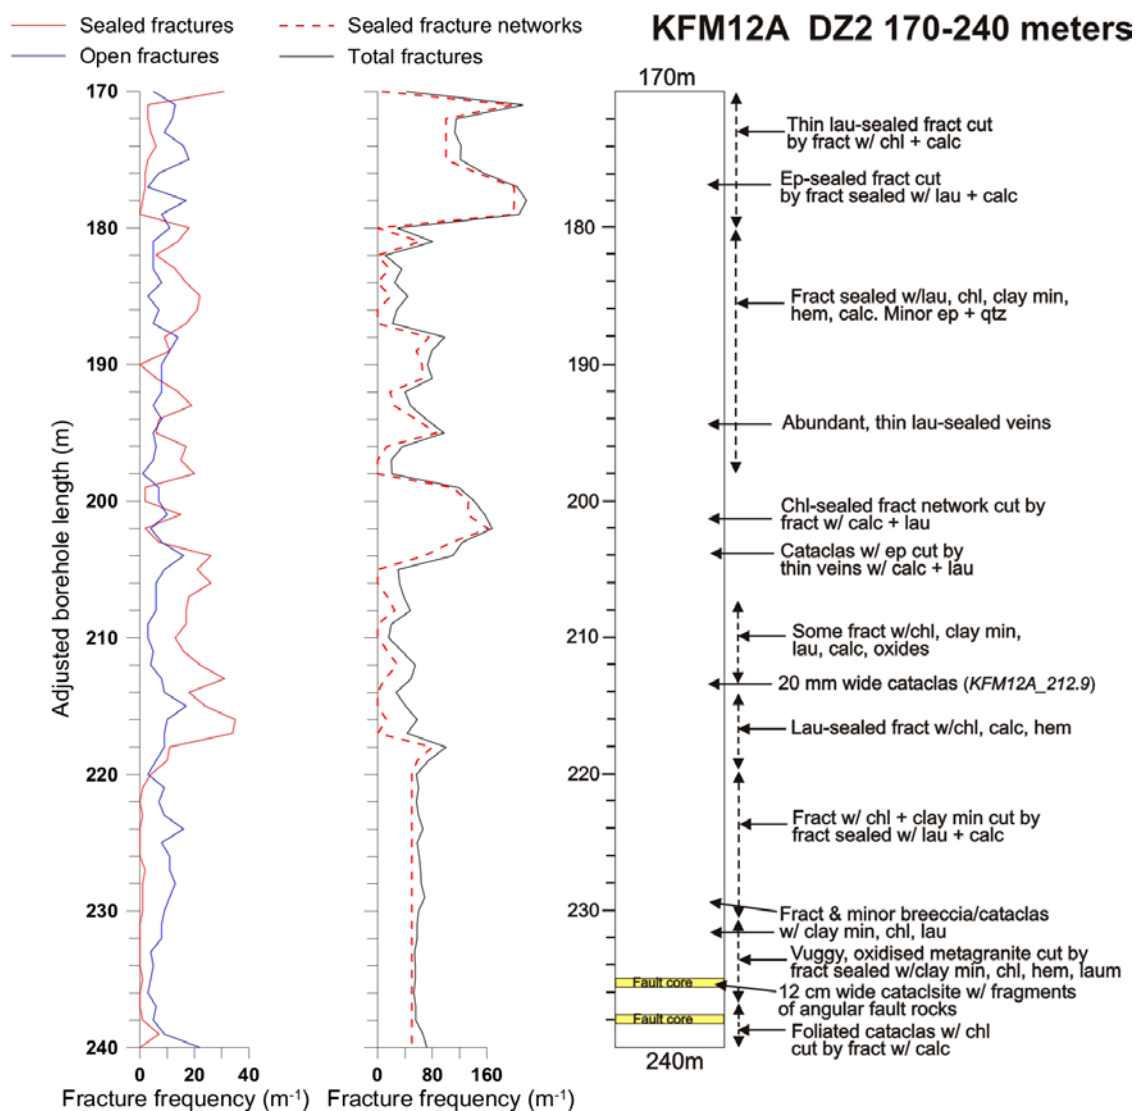 Sealed fractures
Open fractures
Sealed fracture networks
Total fractures
KFM12A DZ2 170-240 meters
Adjusted borehole length (m)
170
180
190
200
210
220
230
240
0 20 40
Fracture frequency (m⁻¹)
0 80 160
Fracture frequency (m⁻¹)
170m
180
190
200
210
220
230
240m
Thin lau-sealed fract cut
by fract w/ chl + calc
Ep-sealed fract cut
by fract sealed w/ lau + calc
Fract sealed w/lau, chl, clay min,
hem, calc. Minor ep + qtz
Abundant, thin lau-sealed veins
Chl-sealed fract network cut by
fract w/ calc + lau
Cataclas w/ ep cut by
thin veins w/ calc + lau
Some fract w/chl, clay min,
lau, calc, oxides
20 mm wide cataclas (KFM12A_212.9)
Lau-sealed fract w/chl, calc, hem
Fract w/ chl + clay min cut by
fract sealed w/ lau + calc
Fract & minor breeccia/cataclas
w/ clay min, chl, lau
Vuggy, oxidised metagranite cut by
fract sealed w/clay min, chl, hem, laum
Fault core
12 cm wide cataclsite w/ fragments
of angular fault rocks
Fault core
Foliated cataclas w/ chl
cut by fract w/ calc